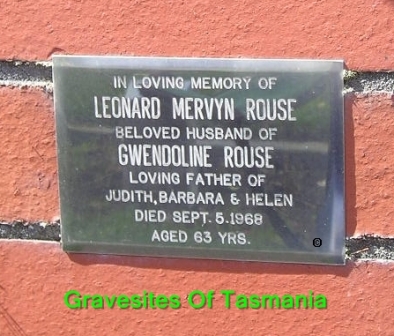 IN LOVING MEMORY OF
LEONARD MERVYN ROUSE
BELOVED HUSBAND OF
GWENDOLINE ROUSE
LOVING FATHER OF
JUDITH, BARBARA & HELEN
DIED SEPT. 5. 1968
AGED 63 YRS.
Gravesites Of Tasmania